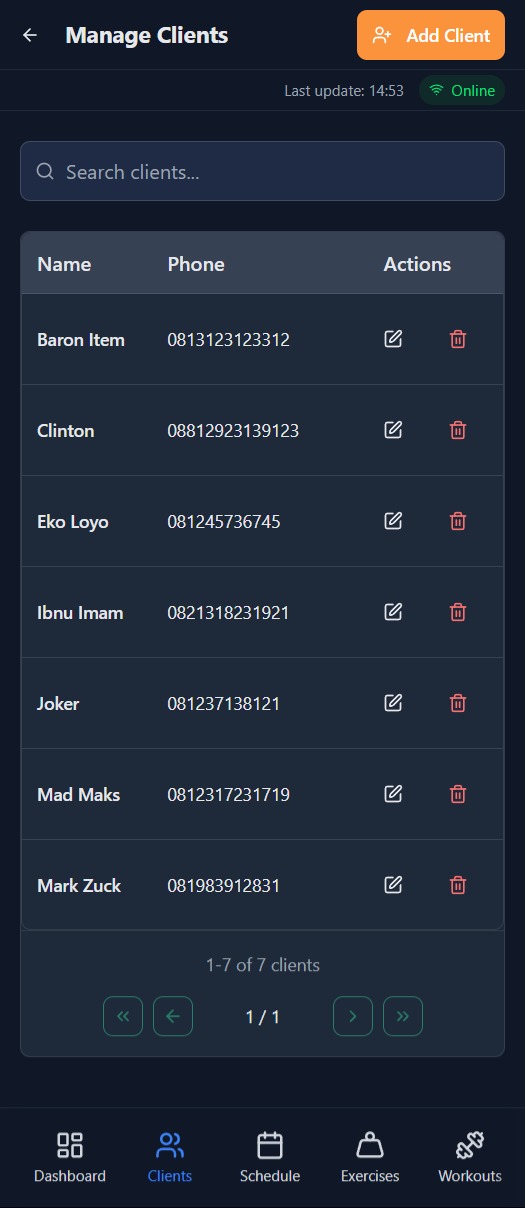 Manage Clients Add Client
Last update: 14:53 Online
Search clients...
Name Phone Actions
Baron Item 0813123123312
Clinton 08812923139123
Eko Loyo 081245736745
Ibnu Imam 0821318231921
Joker 081237138121
Mad Maks 0812317231719
Mark Zuck 081983912831
1-7 of 7 clients
1 / 1
Dashboard Clients Schedule Exercises Workouts